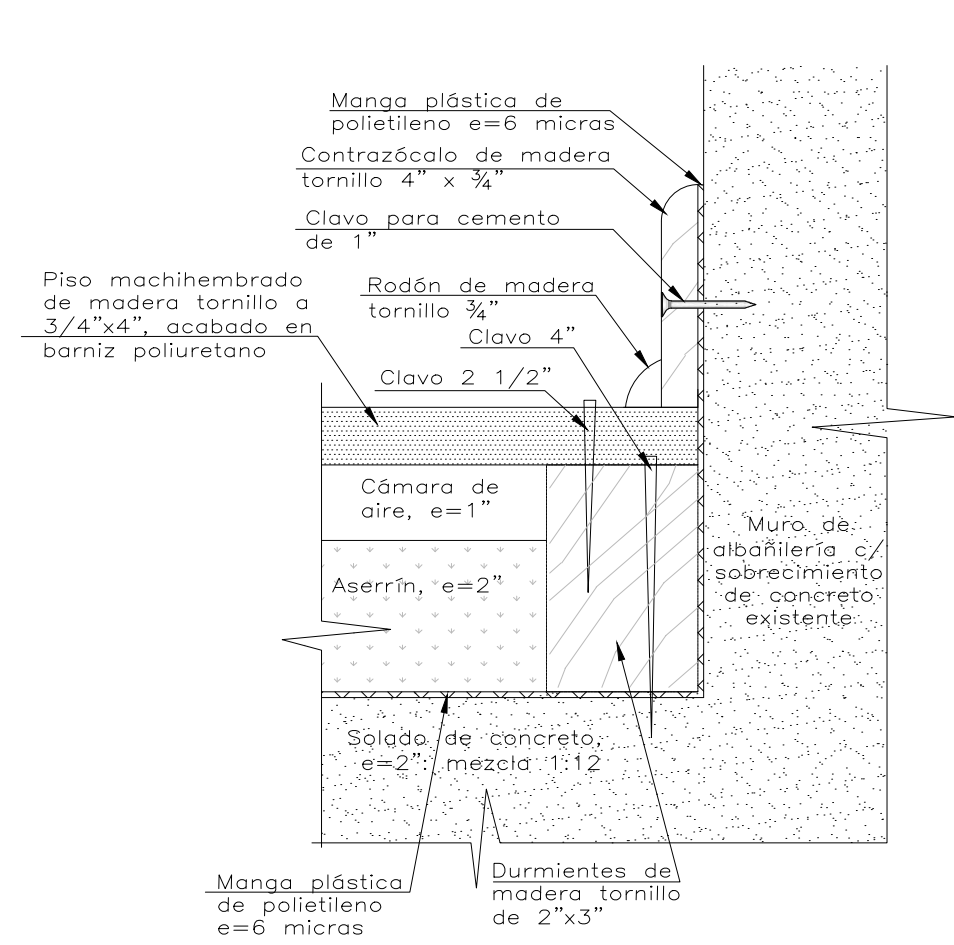 Manga plástica de
polietileno e=6 micras
Contrazócalo de madera
tornillo 4” x ¾”
Clavo para cemento
de 1”
Piso machihembrado
de madera tornillo a
3/4”x4”, acabado en
barniz poliuretano
Rodón de madera
tornillo ¾”
Clavo 4”
Clavo 2 1/2”
Cámara de
aire, e=1”
Aserrín, e=2”
Muro de
albañilería c/
sobrecimiento
de concreto
existente
Solado de concreto,
e=2”: mezcla 1:12
Manga plástica
de polietileno
e=6 micras
Durmientes de
madera tornillo
de 2”x3”